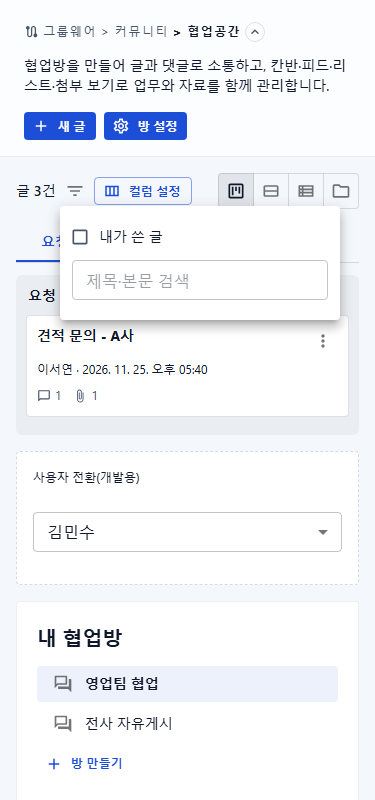 그룹웨어 > 커뮤니티 > 협업공간
협업방을 만들어 글과 댓글로 소통하고, 칸반·피드·리
스트·첨부 보기로 업무와 자료를 함께 관리합니다.
+ 새 글 방 설정
글 3건 컬럼 설정
요청
내가 쓴 글
제목·본문 검색
요청
견적 문의 - A사
이서연 · 2026. 11. 25. 오후 05:40
1 1
사용자 전환(개발용)
김민수
내 협업방
영업팀 협업
전사 자유게시
+ 방 만들기